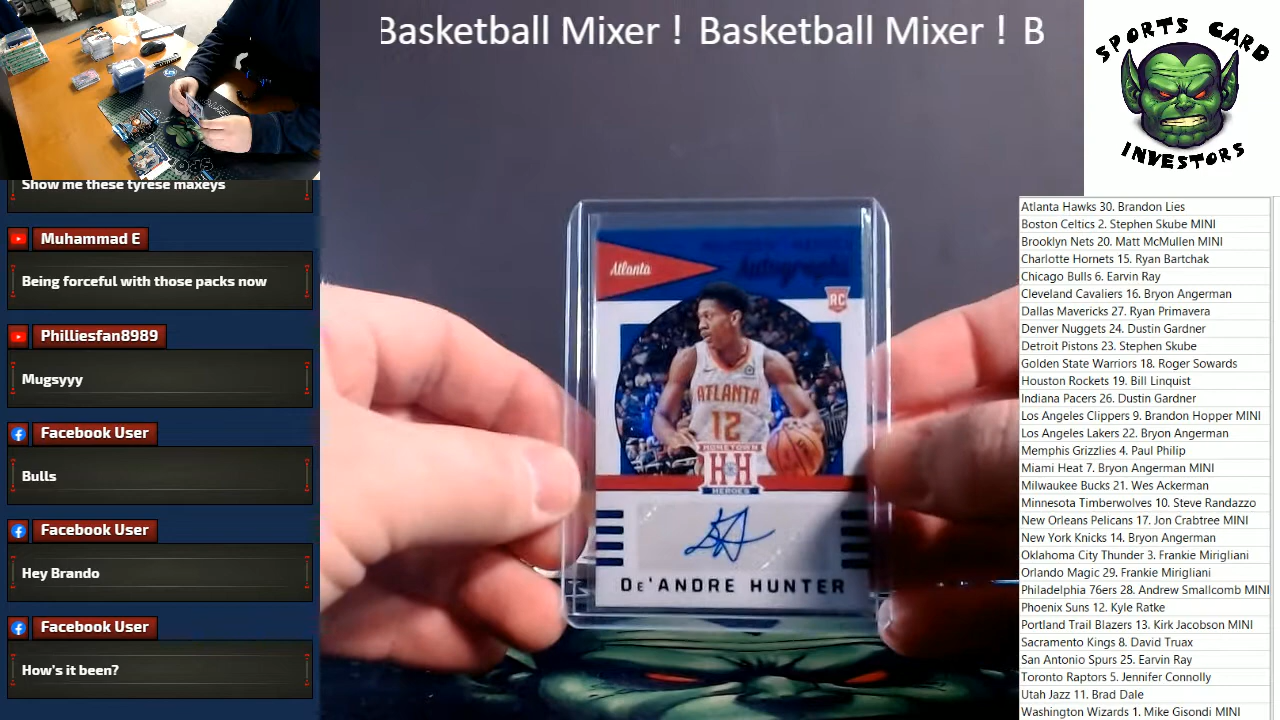 Basketball Mixer ! Basketball Mixer ! B
SPORTS CARD
INVESTORS
Show me these tyrese maxeys
Muhammad E
Being forceful with those packs now
Philliesfan8989
Mugsyyy
Facebook User
Bulls
Facebook User
Hey Brando
Facebook User
How's it been?
Atlanta
Autographs
RC
ATLANTA
12
HOMETOWN
HH
HEROES
De'ANDRE HUNTER
Atlanta Hawks 30. Brandon Lies
Boston Celtics 2. Stephen Skube MINI
Brooklyn Nets 20. Matt McMullen MINI
Charlotte Hornets 15. Ryan Bartchak
Chicago Bulls 6. Earvin Ray
Cleveland Cavaliers 16. Bryon Angerman
Dallas Mavericks 27. Ryan Primavera
Denver Nuggets 24. Dustin Gardner
Detroit Pistons 23. Stephen Skube
Golden State Warriors 18. Roger Sowards
Houston Rockets 19. Bill Linquist
Indiana Pacers 26. Dustin Gardner
Los Angeles Clippers 9. Brandon Hopper MINI
Los Angeles Lakers 22. Bryon Angerman
Memphis Grizzlies 4. Paul Philip
Miami Heat 7. Bryon Angerman MINI
Milwaukee Bucks 21. Wes Ackerman
Minnesota Timberwolves 10. Steve Randazzo
New Orleans Pelicans 17. Jon Crabtree MINI
New York Knicks 14. Bryon Angerman
Oklahoma City Thunder 3. Frankie Mirigliani
Orlando Magic 29. Frankie Mirigliani
Philadelphia 76ers 28. Andrew Smallcomb MINI
Phoenix Suns 12. Kyle Ratke
Portland Trail Blazers 13. Kirk Jacobson MINI
Sacramento Kings 8. David Truax
San Antonio Spurs 25. Earvin Ray
Toronto Raptors 5. Jennifer Connolly
Utah Jazz 11. Brad Dale
Washington Wizards 1. Mike Gisondi MINI